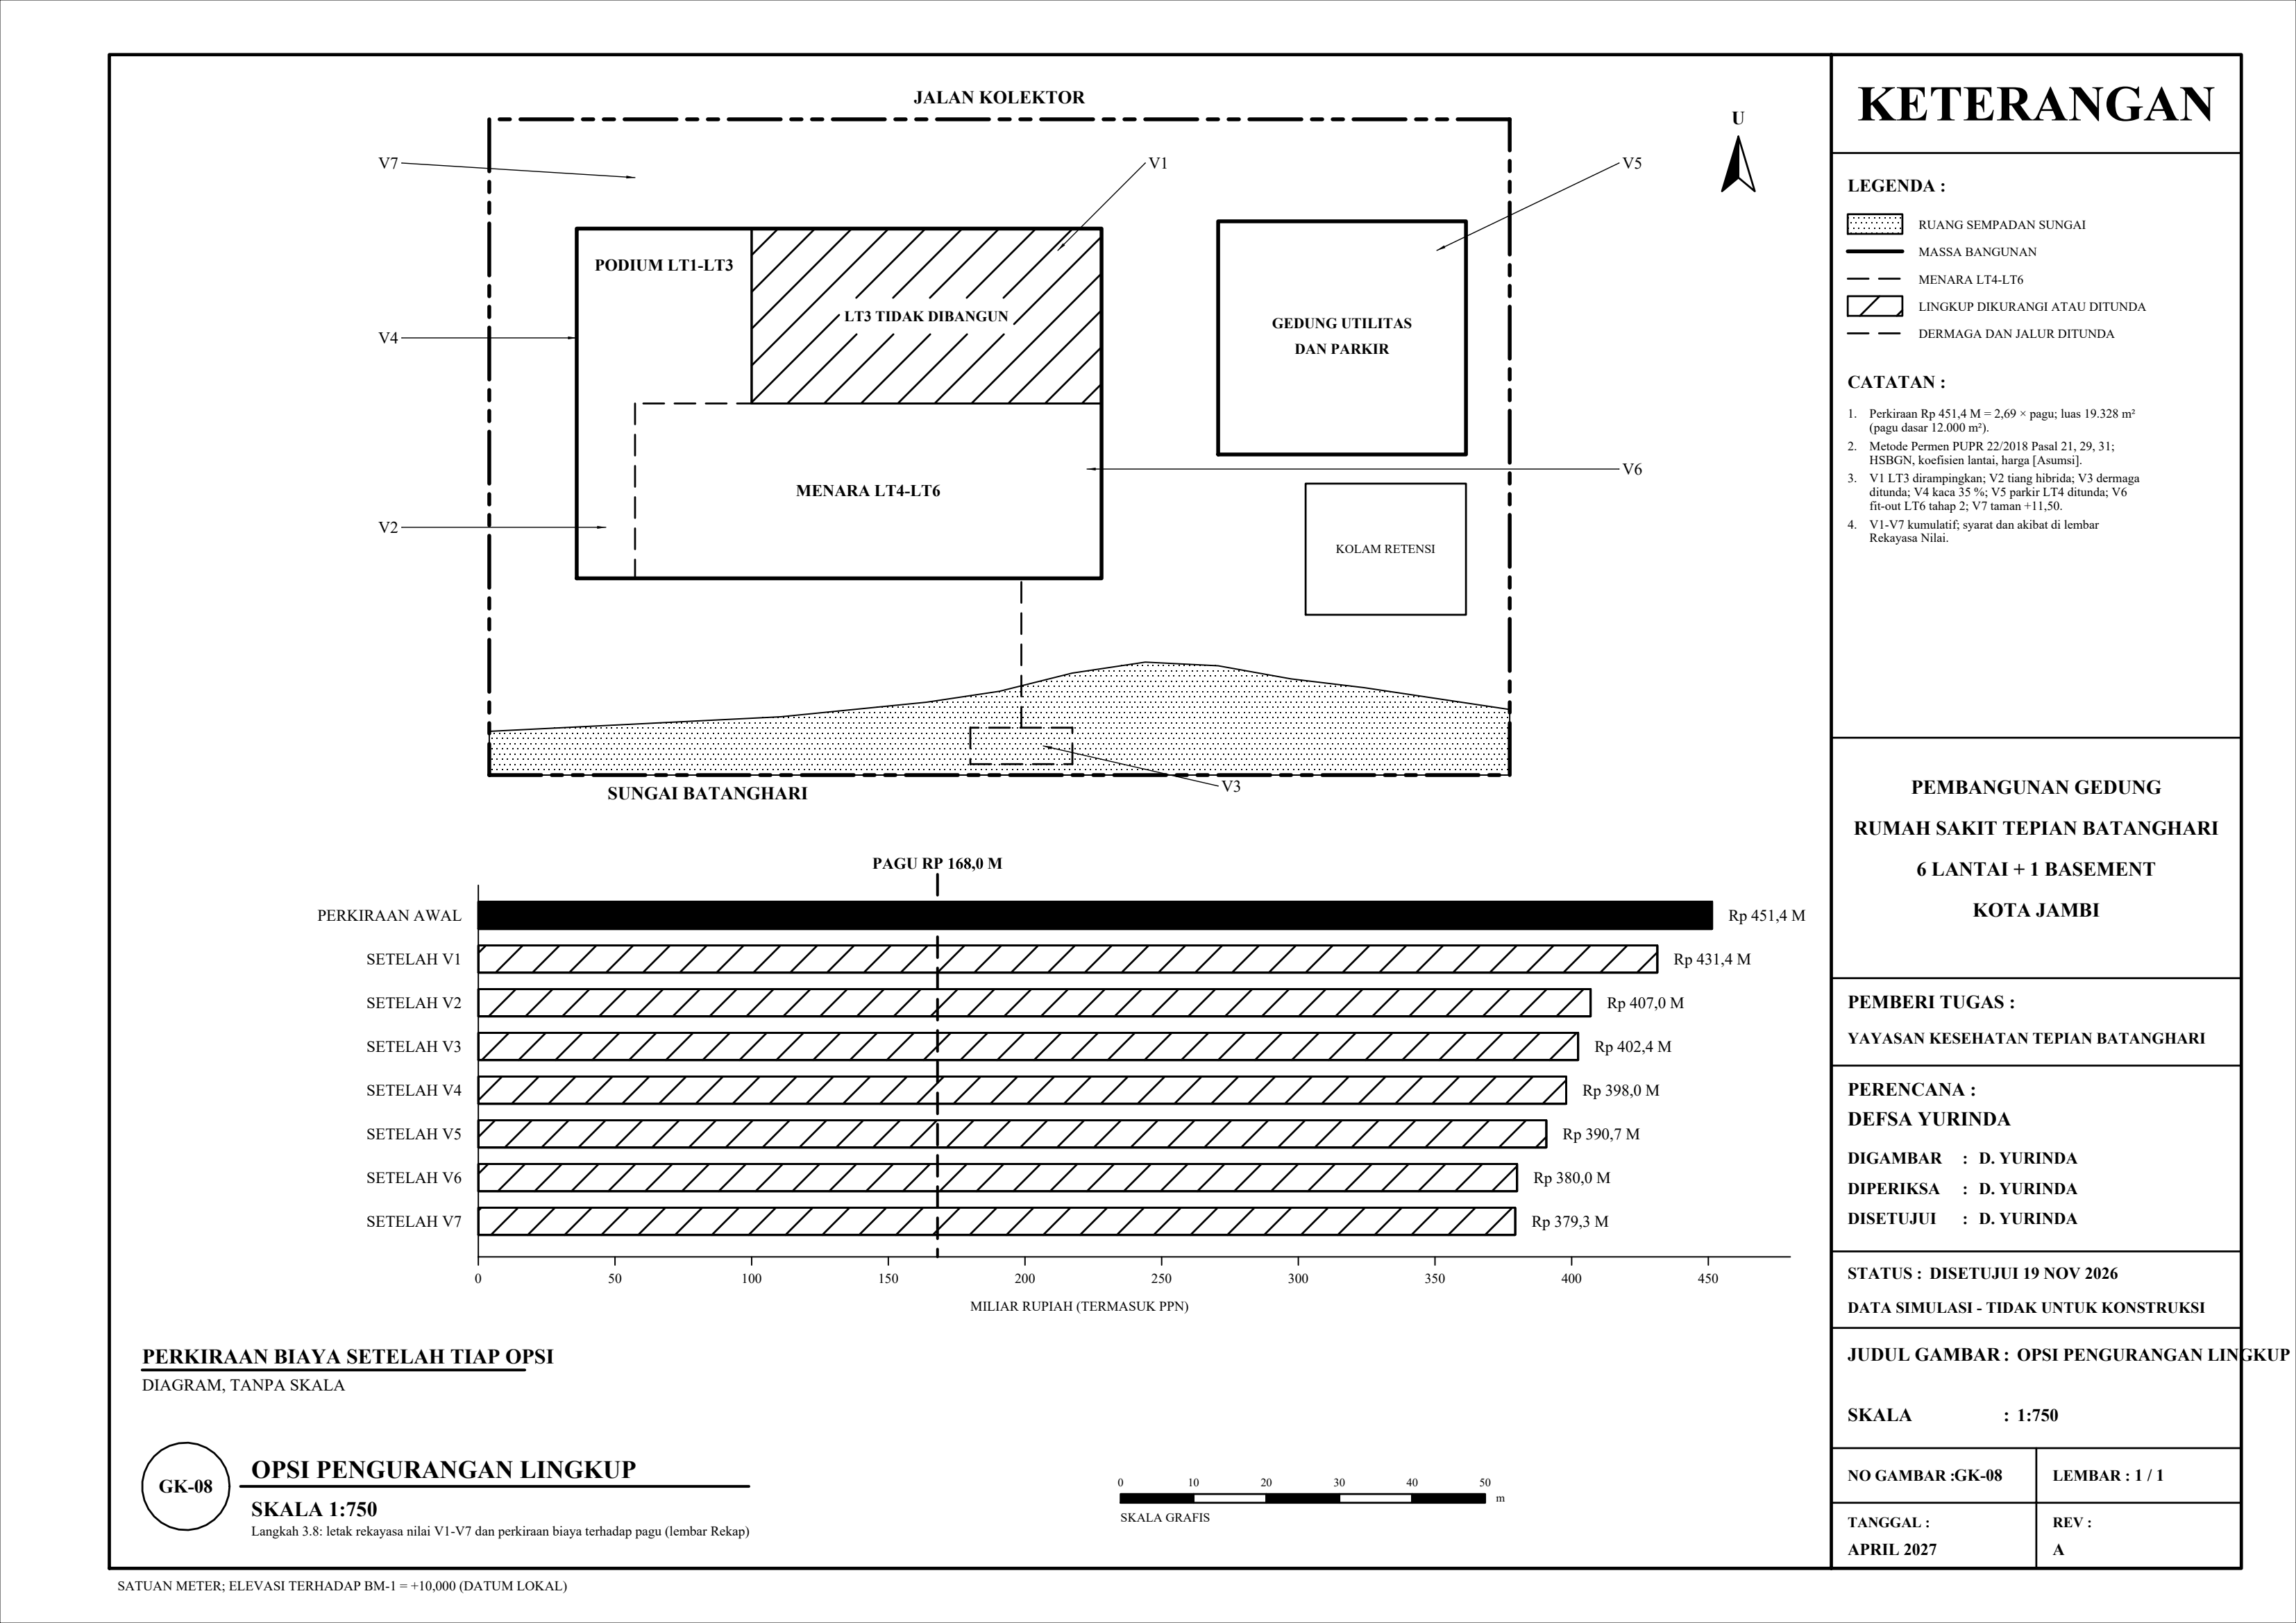 JALAN KOLEKTOR
U
V7
V1
V5
PODIUM LT1-LT3
LT3 TIDAK DIBANGUN
GEDUNG UTILITAS
DAN PARKIR
V4
V6
MENARA LT4-LT6
V2
KOLAM RETENSI
V3
SUNGAI BATANGHARI
PAGU RP 168,0 M
PERKIRAAN AWAL
Rp 451,4 M
SETELAH V1
Rp 431,4 M
SETELAH V2
Rp 407,0 M
SETELAH V3
Rp 402,4 M
SETELAH V4
Rp 398,0 M
SETELAH V5
Rp 390,7 M
SETELAH V6
Rp 380,0 M
SETELAH V7
Rp 379,3 M
0 50 100 150 200 250 300 350 400 450
MILIAR RUPIAH (TERMASUK PPN)
PERKIRAAN BIAYA SETELAH TIAP OPSI
DIAGRAM, TANPA SKALA
GK-08
OPSI PENGURANGAN LINGKUP
SKALA 1:750
Langkah 3.8: letak rekayasa nilai V1-V7 dan perkiraan biaya terhadap pagu (lembar Rekap)
0 10 20 30 40 50
m
SKALA GRAFIS
SATUAN METER; ELEVASI TERHADAP BM-1 = +10,000 (DATUM LOKAL)
KETERANGAN
LEGENDA :
RUANG SEMPADAN SUNGAI
MASSA BANGUNAN
MENARA LT4-LT6
LINGKUP DIKURANGI ATAU DITUNDA
DERMAGA DAN JALUR DITUNDA
CATATAN :
1. Perkiraan Rp 451,4 M = 2,69 × pagu; luas 19.328 m²
(pagu dasar 12.000 m²).
2. Metode Permen PUPR 22/2018 Pasal 21, 29, 31;
HSBGN, koefisien lantai, harga [Asumsi].
3. V1 LT3 dirampingkan; V2 tiang hibrida; V3 dermaga
ditunda; V4 kaca 35 %; V5 parkir LT4 ditunda; V6
fit-out LT6 tahap 2; V7 taman +11,50.
4. V1-V7 kumulatif; syarat dan akibat di lembar
Rekayasa Nilai.
PEMBANGUNAN GEDUNG
RUMAH SAKIT TEPIAN BATANGHARI
6 LANTAI + 1 BASEMENT
KOTA JAMBI
PEMBERI TUGAS :
YAYASAN KESEHATAN TEPIAN BATANGHARI
PERENCANA :
DEFSA YURINDA
DIGAMBAR : D. YURINDA
DIPERIKSA : D. YURINDA
DISETUJUI : D. YURINDA
STATUS : DISETUJUI 19 NOV 2026
DATA SIMULASI - TIDAK UNTUK KONSTRUKSI
JUDUL GAMBAR : OPSI PENGURANGAN LINGKUP
SKALA : 1:750
NO GAMBAR :GK-08
LEMBAR : 1 / 1
TANGGAL :
APRIL 2027
REV :
A